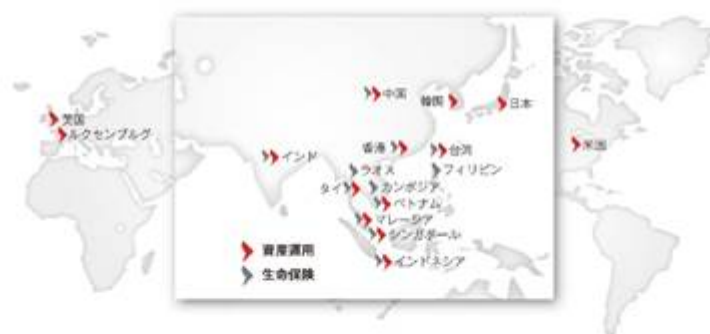 中国
韓国
日本
英国
ルクセンブルグ
香港
台湾
米国
インド
ラオス
フィリピン
タイ
カンボジア
ベトナム
マレーシア
シンガポール
資産運用
インドネシア
生命保険